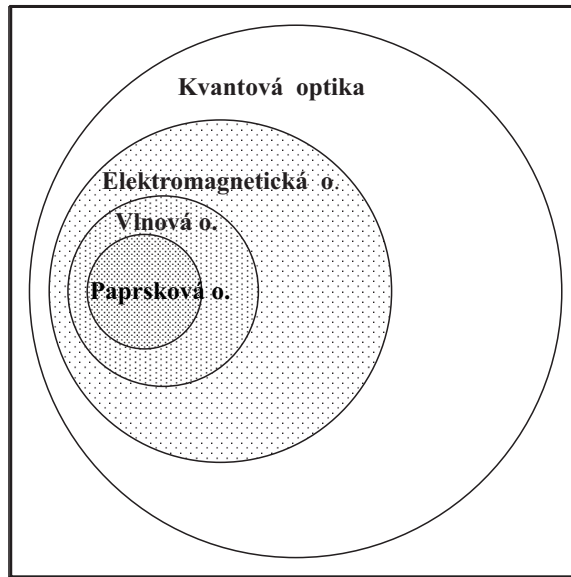 Kvantová optika
Elektromagnetická o.
Vlnová o.
Paprsková o.